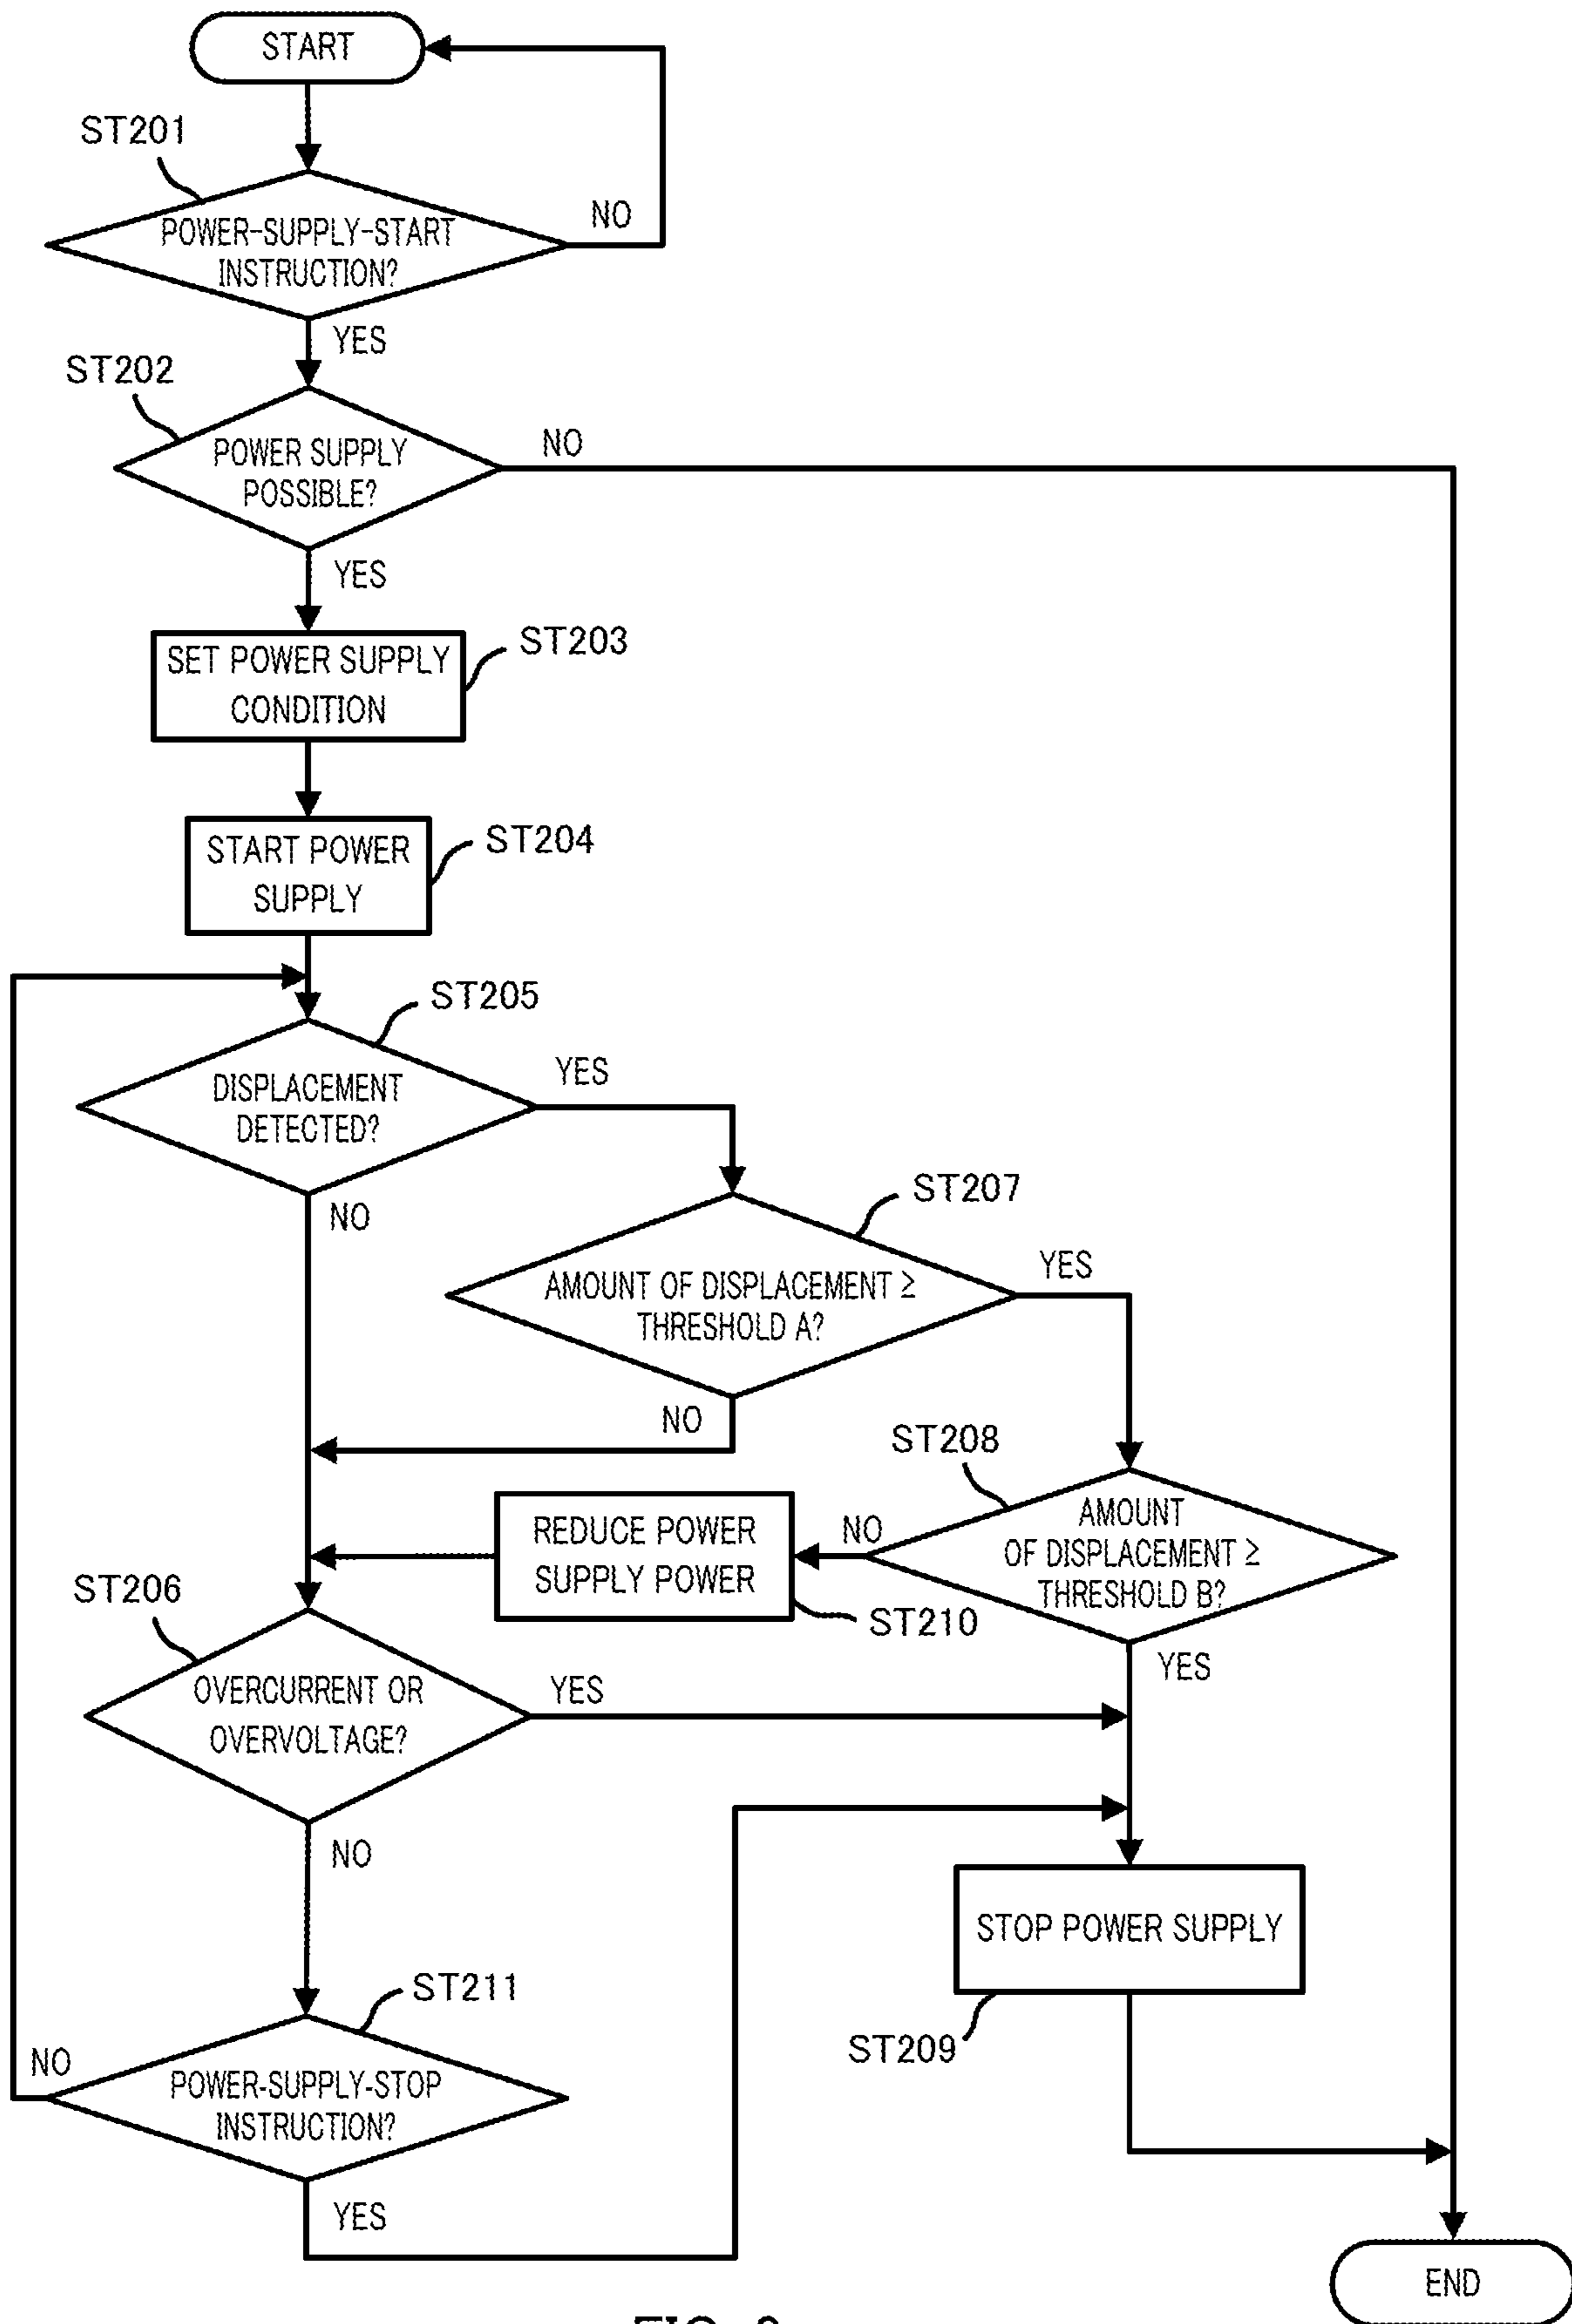 START
ST201
POWER-SUPPLY-START
INSTRUCTION?
NO
YES
ST202
POWER SUPPLY
POSSIBLE?
NO
YES
SET POWER SUPPLY
CONDITION
ST203
START POWER
SUPPLY
ST204
ST205
DISPLACEMENT
DETECTED?
YES
NO
ST207
AMOUNT OF DISPLACEMENT ≥
THRESHOLD A?
YES
NO
ST208
AMOUNT
OF DISPLACEMENT ≥
THRESHOLD B?
NO
YES
REDUCE POWER
SUPPLY POWER
ST210
ST206
OVERCURRENT OR
OVERVOLTAGE?
YES
NO
STOP POWER SUPPLY
ST209
ST211
POWER-SUPPLY-STOP
INSTRUCTION?
NO
YES
END